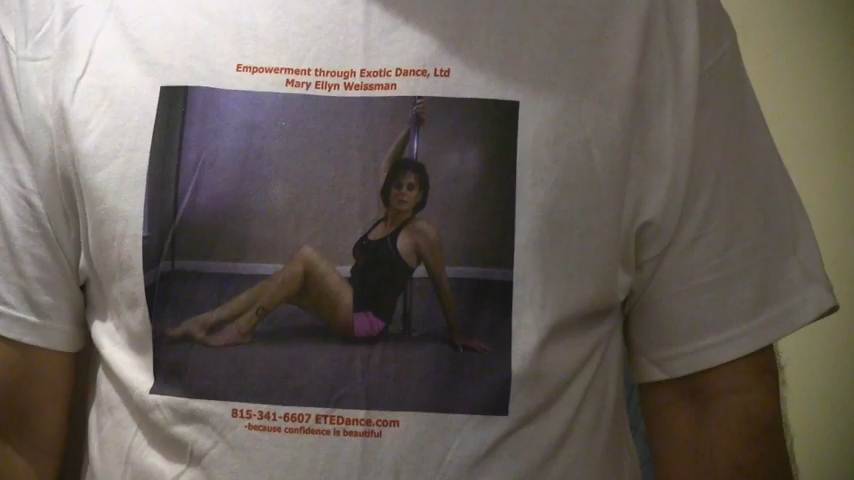 Empowerment through Exotic Dance, Ltd
Mary Ellyn Weissman
815-341-6607 ETEDance.com
-because confidence is beautiful